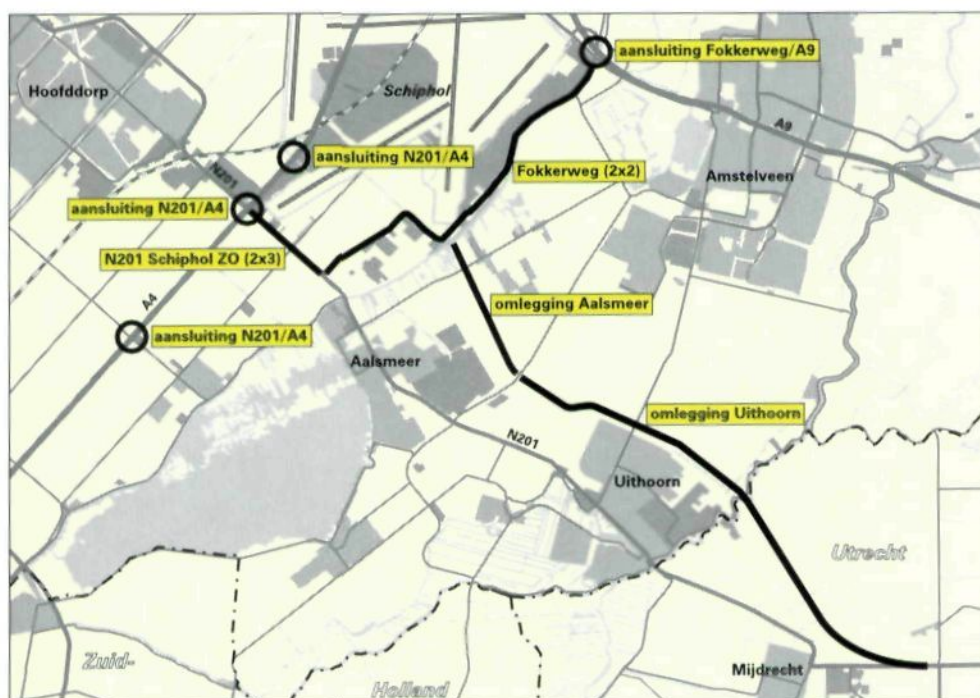 aansluiting Fokkerweg/A9
Hoofddorp
Schiphol
A9
aansluiting N201/A4
N201
Fokkerweg (2x2)
Amstelveen
aansluiting N201/A4
N201 Schiphol ZO (2x3)
A4
omlegging Aalsmeer
aansluiting N201/A4
Aalsmeer
omlegging Uithoorn
N201
Uithoorn
Utrecht
Zuid-
Holland
Mijdrecht